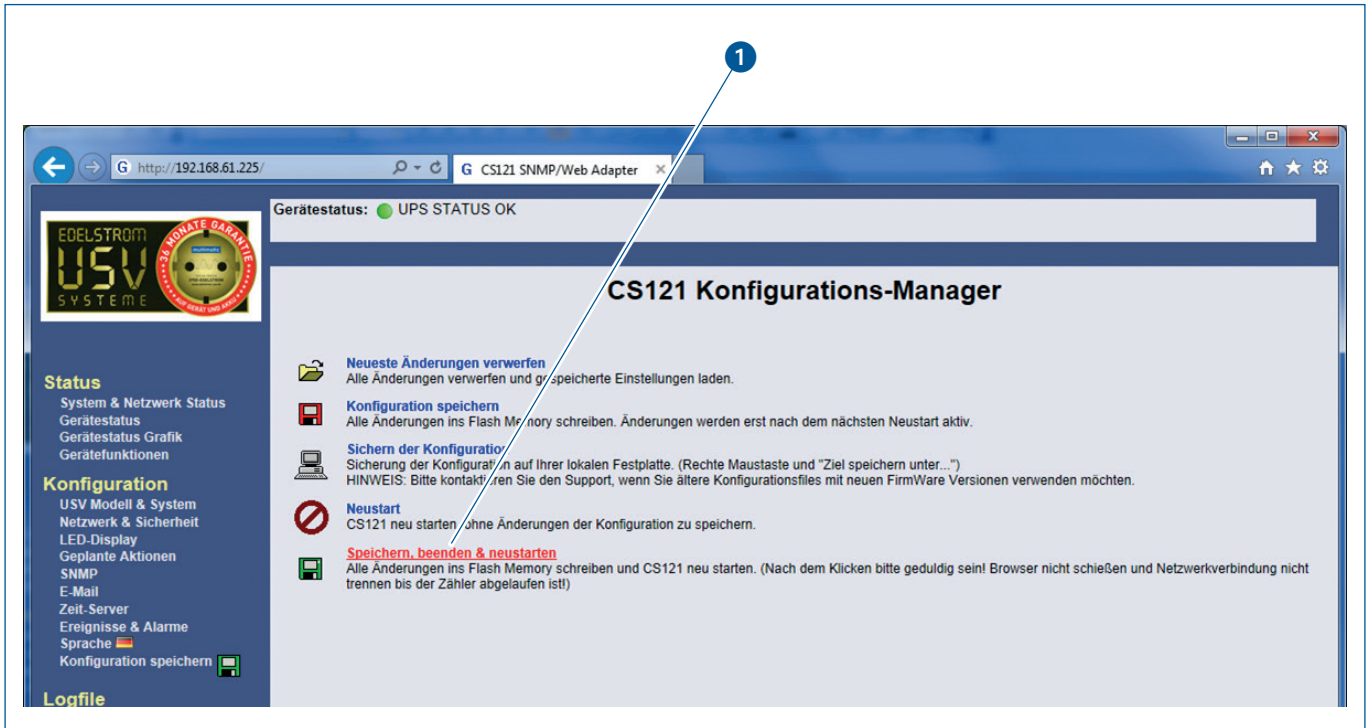 1
http://192.168.61.225/
CS121 SNMP/Web Adapter
Gerätestatus: UPS STATUS OK
EDELSTROM
USV
SYSTEME
36 MONATE GARANTIE
AUF GERÄT UND AKKU
CS121 Konfigurations-Manager
Neueste Änderungen verwerfen
Alle Änderungen verwerfen und gespeicherte Einstellungen laden.
Konfiguration speichern
Alle Änderungen ins Flash Memory schreiben. Änderungen werden erst nach dem nächsten Neustart aktiv.
Sichern der Konfiguration
Sicherung der Konfiguration auf Ihrer lokalen Festplatte. (Rechte Maustaste und "Ziel speichern unter...")
HINWEIS: Bitte kontaktieren Sie den Support, wenn Sie ältere Konfigurationsfiles mit neuen FirmWare Versionen verwenden möchten.
Neustart
CS121 neu starten ohne Änderungen der Konfiguration zu speichern.
Speichern, beenden & neustarten
Alle Änderungen ins Flash Memory schreiben und CS121 neu starten. (Nach dem Klicken bitte geduldig sein! Browser nicht schießen und Netzwerkverbindung nicht
trennen bis der Zähler abgelaufen ist!)
Status
System & Netzwerk Status
Gerätestatus
Gerätestatus Grafik
Gerätefunktionen
Konfiguration
USV Modell & System
Netzwerk & Sicherheit
LED-Display
Geplante Aktionen
SNMP
E-Mail
Zeit-Server
Ereignisse & Alarme
Sprache
Konfiguration speichern
Logfile